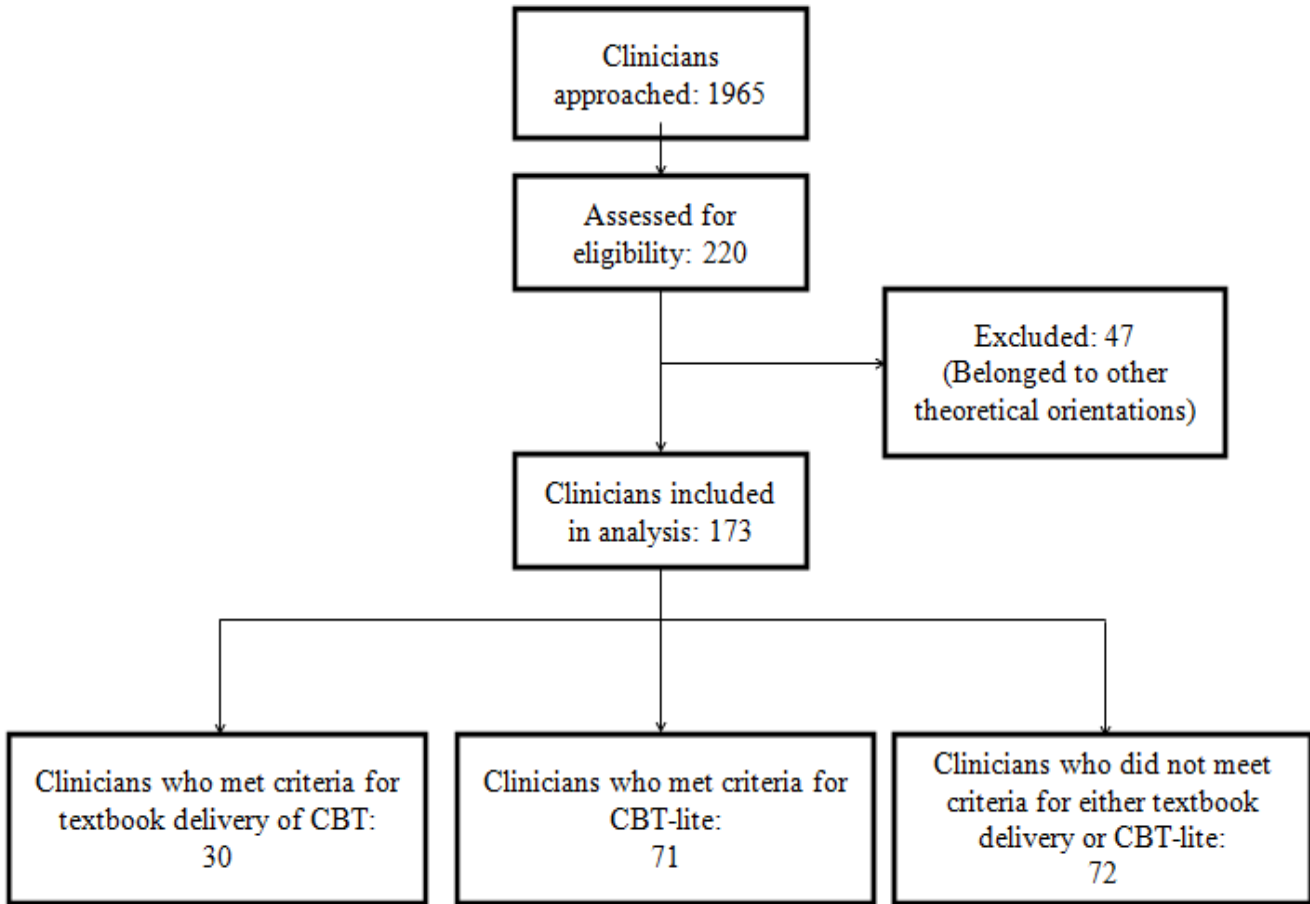 Clinicians
approached: 1965
Assessed for
eligibility: 220
Excluded: 47
(Belonged to other
theoretical orientations)
Clinicians included
in analysis: 173
Clinicians who met criteria for
textbook delivery of CBT:
30
Clinicians who met criteria for
CBT-lite:
71
Clinicians who did not meet
criteria for either textbook
delivery or CBT-lite:
72